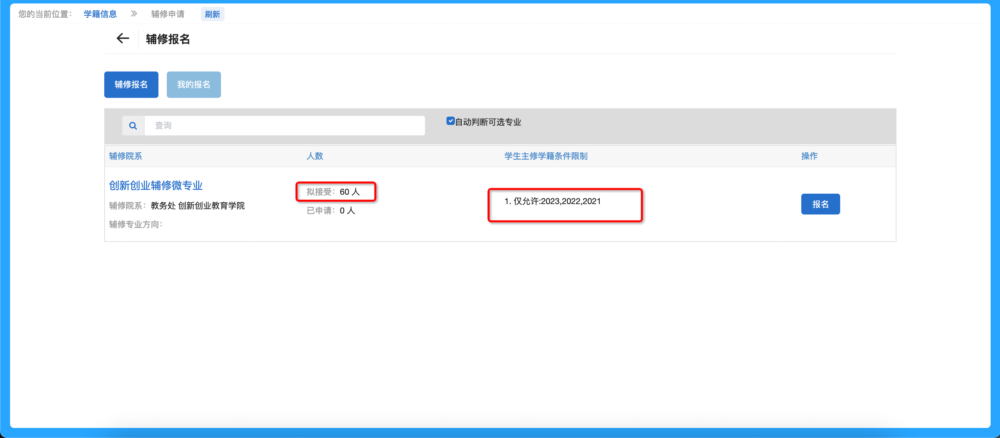 您的当前位置： 学籍信息 辅修申请 刷新
辅修报名
辅修报名 我的报名
查询 自动判断可选专业
辅修院系 人数 学生主修学籍条件限制 操作
创新创业辅修微专业
辅修院系： 教务处 创新创业教育学院
辅修专业方向：
拟接受： 60 人
已申请： 0 人
1. 仅允许:2023,2022,2021
报名